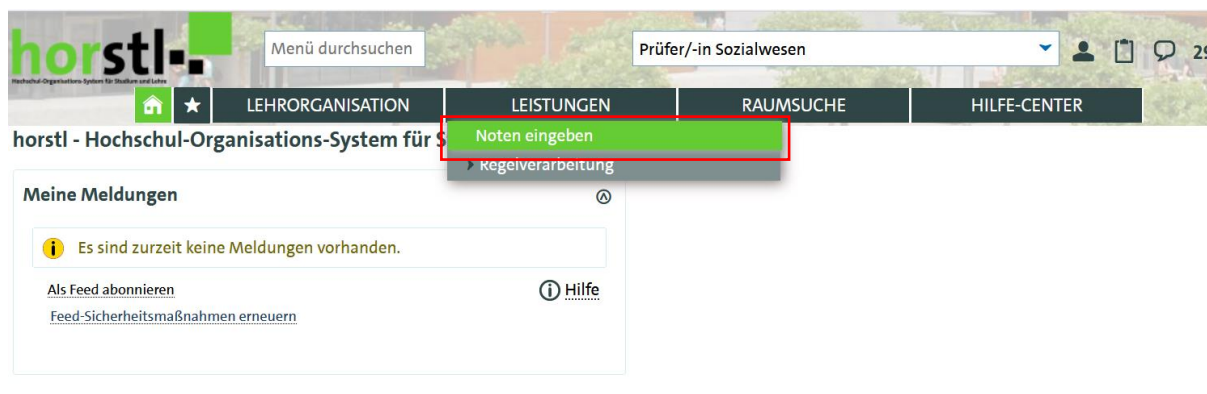 horstl
Hochschul-Organisations-System für Studium und Lehre
Menü durchsuchen
Prüfer/-in Sozialwesen
29
LEHRORGANISATION
LEISTUNGEN
RAUMSUCHE
HILFE-CENTER
horstl - Hochschul-Organisations-System für S
Noten eingeben
Regelverarbeitung
Meine Meldungen
Es sind zurzeit keine Meldungen vorhanden.
Als Feed abonnieren
Hilfe
Feed-Sicherheitsmaßnahmen erneuern